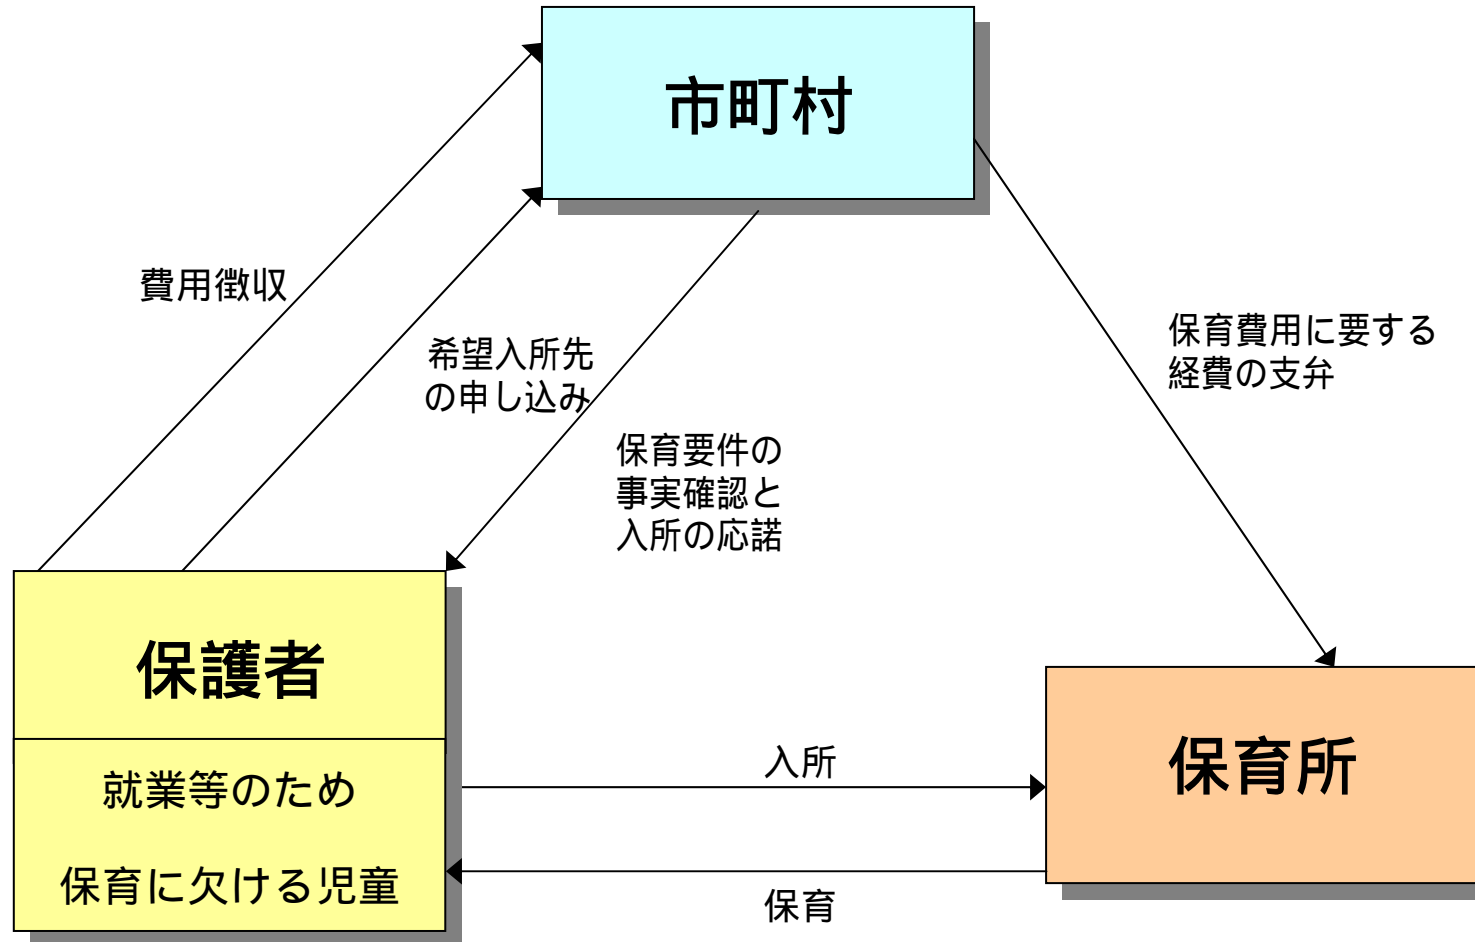 市町村
費用徴収
希望入所先
の申し込み
保育費用に要する
経費の支弁
保育要件の
事実確認と
入所の応諾
保護者
就業等のため
保育に欠ける児童
入所
保育
保育所